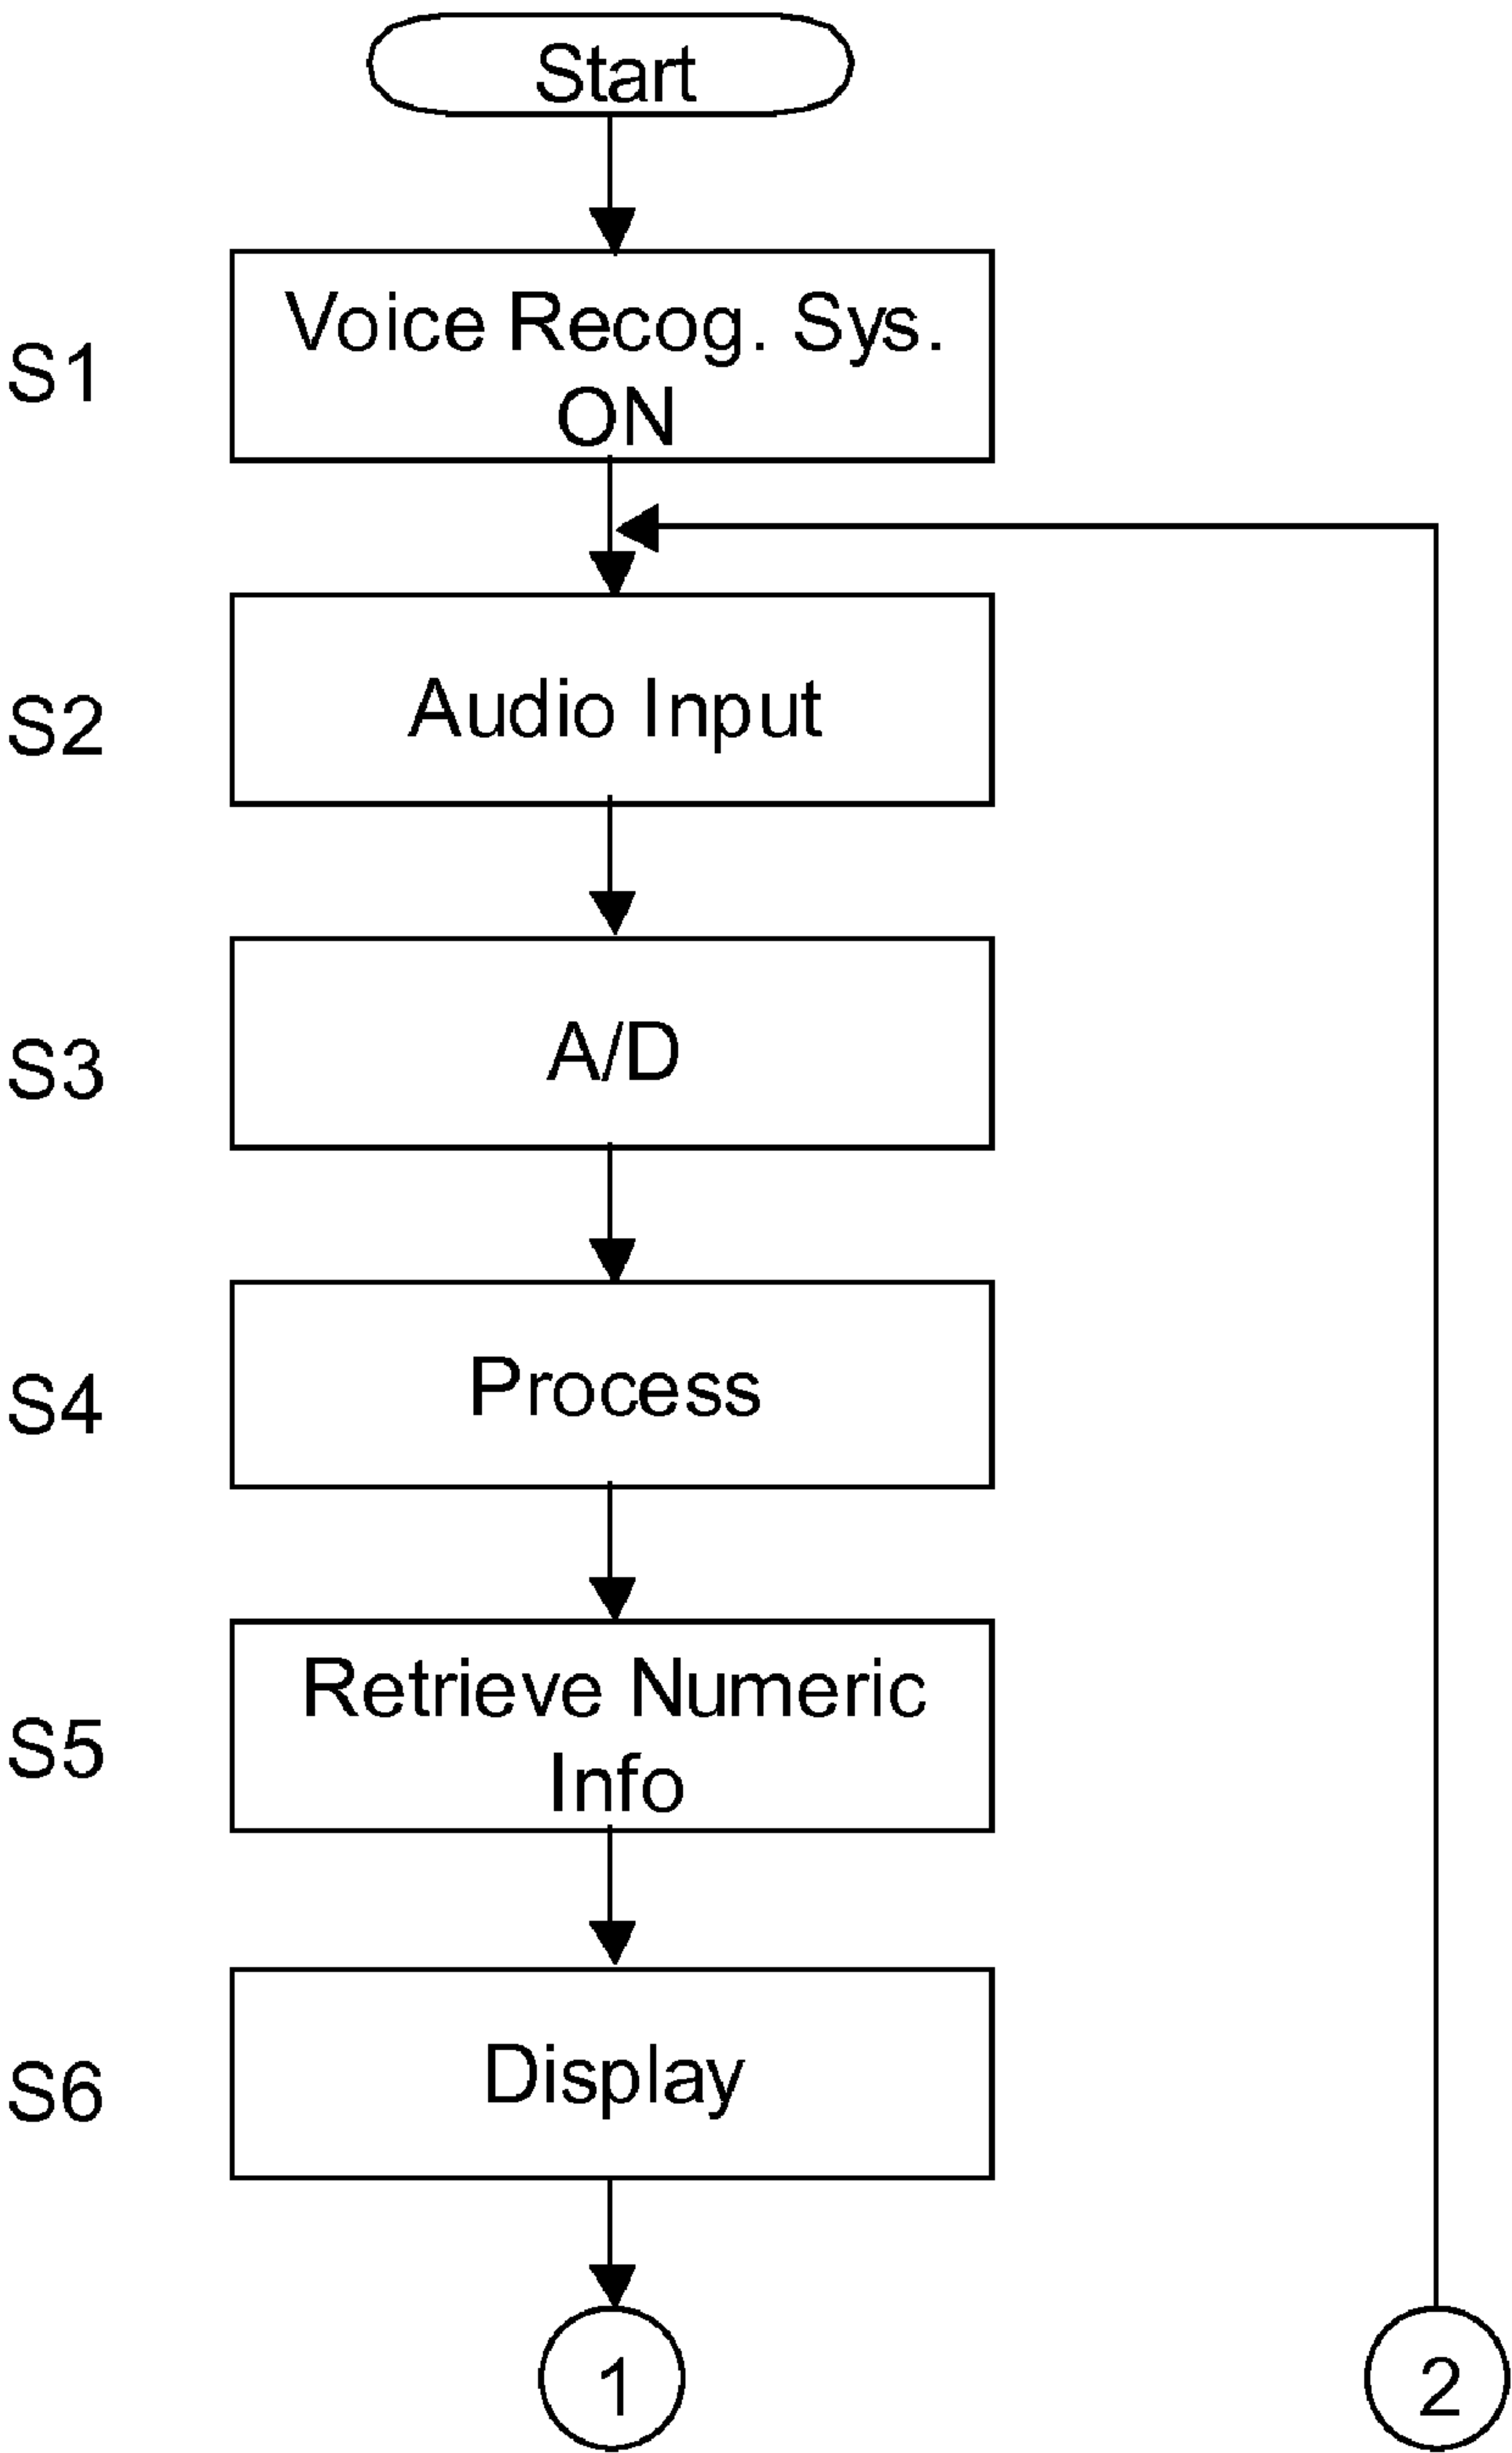 Start
S1
Voice Recog. Sys.
ON
S2
Audio Input
S3
A/D
S4
Process
S5
Retrieve Numeric
Info
S6
Display
1
2